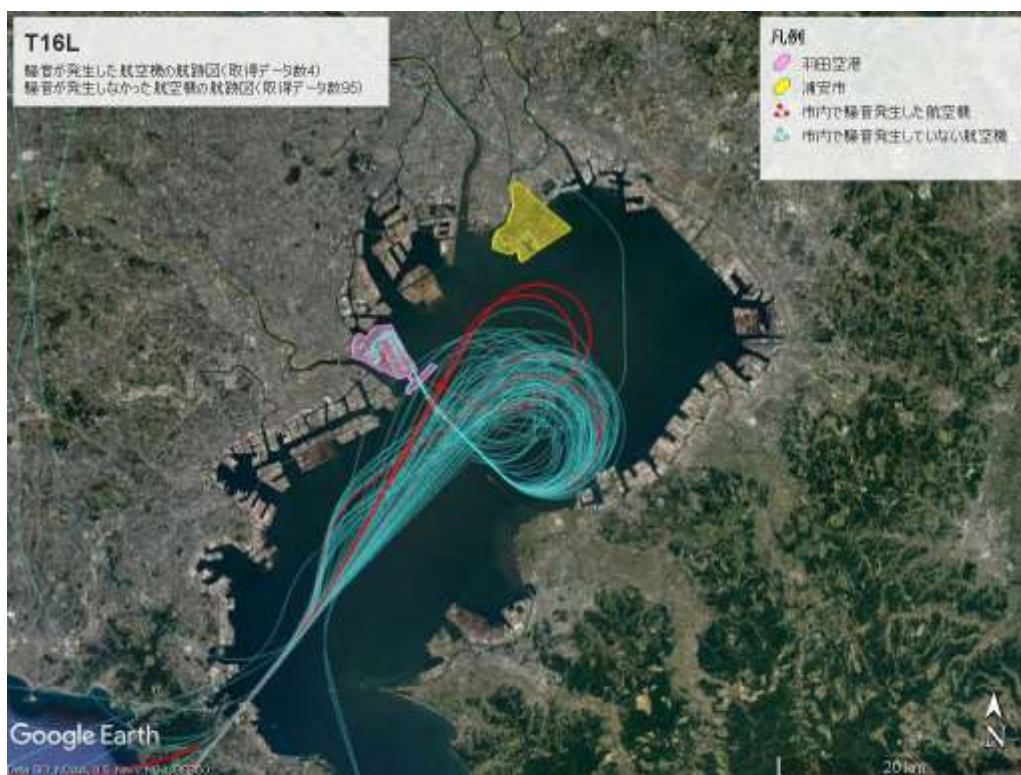 T16L
騒音が発生した航空機の航跡図(取得データ数4)
騒音が発生しなかった航空機の航跡図(取得データ数95)
凡例
羽田空港
浦安市
市内で騒音発生した航空機
市内で騒音発生していない航空機
Google Earth
N
20 km